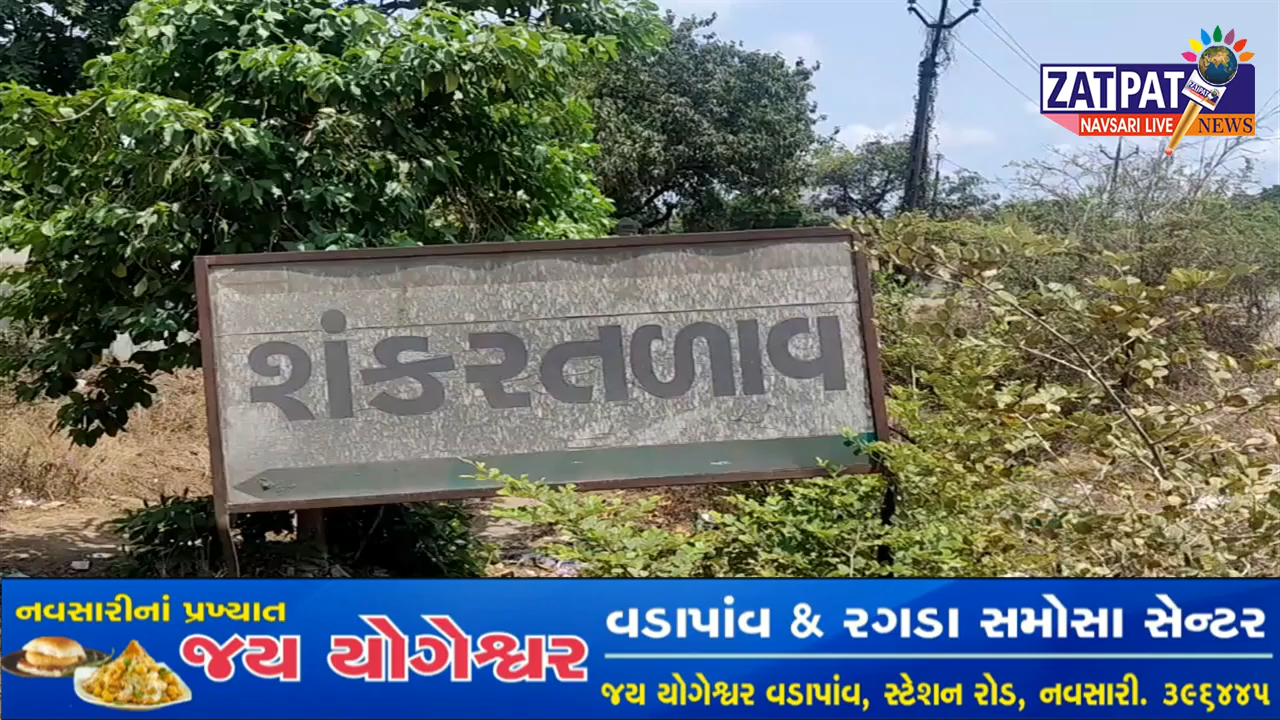 ZATPAT
NAVSARI LIVE NEWS
ZATPAT
શંકરતળાવ
નવસારીનાં પ્રખ્યાત
જય યોગેશ્વર
વડાપાંવ & રગડા સમોસા સેન્ટર
જય યોગેશ્વર વડાપાંવ, સ્ટેશન રોડ, નવસારી. ૩૯૬૪૪૫